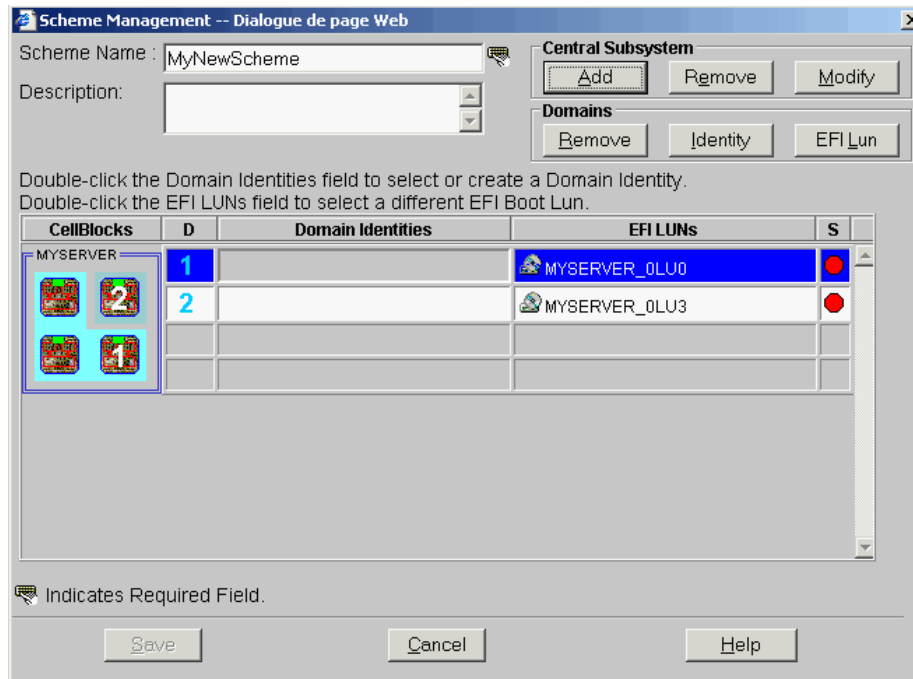 Scheme Management -- Dialogue de page Web
Scheme Name :
MyNewScheme
Description:
Central Subsystem
Add Remove Modify
Domains
Remove Identity EFI Lun
Double-click the Domain Identities field to select or create a Domain Identity.
Double-click the EFI LUNs field to select a different EFI Boot Lun.
CellBlocks D Domain Identities EFI LUNs S
MYSERVER
1 MYSERVER_0LU0
2
2 MYSERVER_0LU3
1
Indicates Required Field.
Save Cancel Help